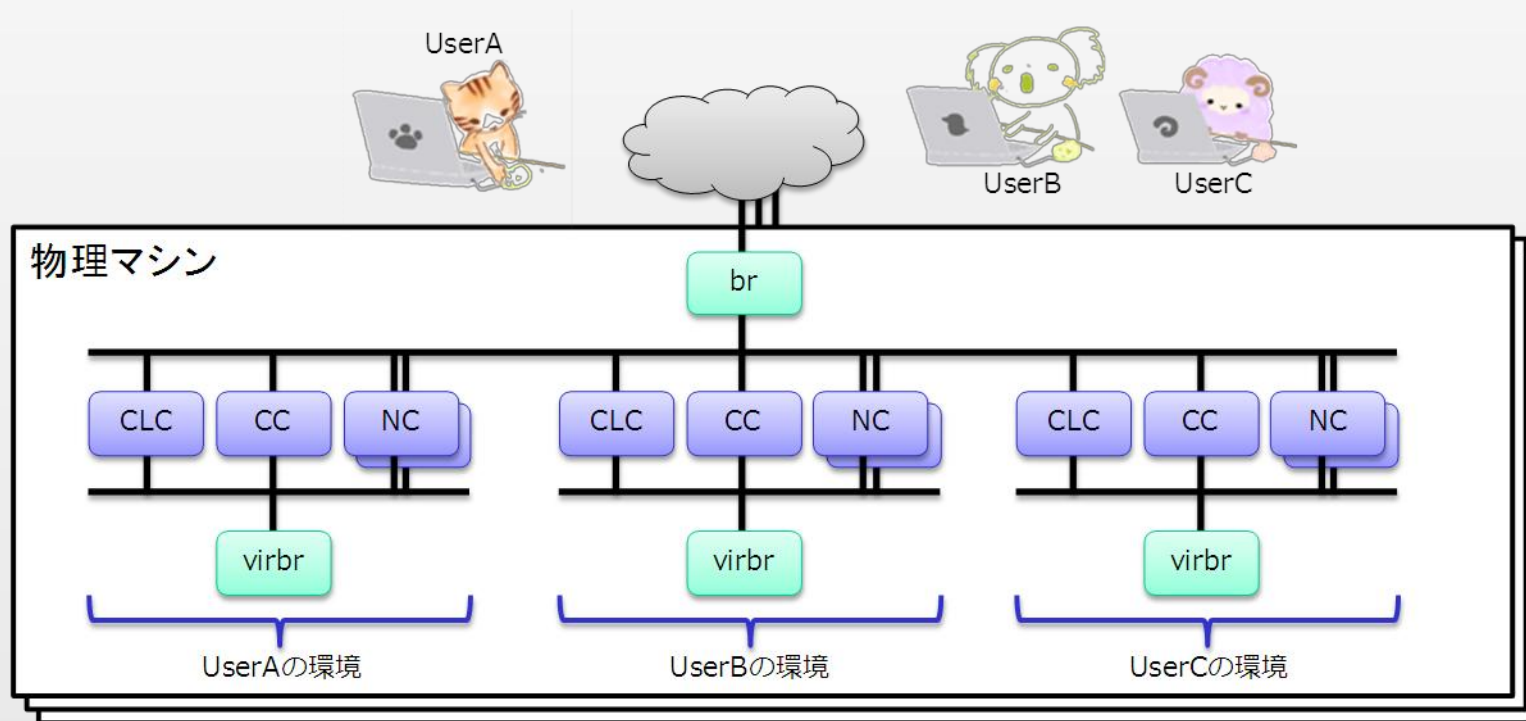 UserA
UserB
UserC
物理マシン
br
CLC
CC
NC
CLC
CC
NC
CLC
CC
NC
virbr
virbr
virbr
UserAの環境
UserBの環境
UserCの環境